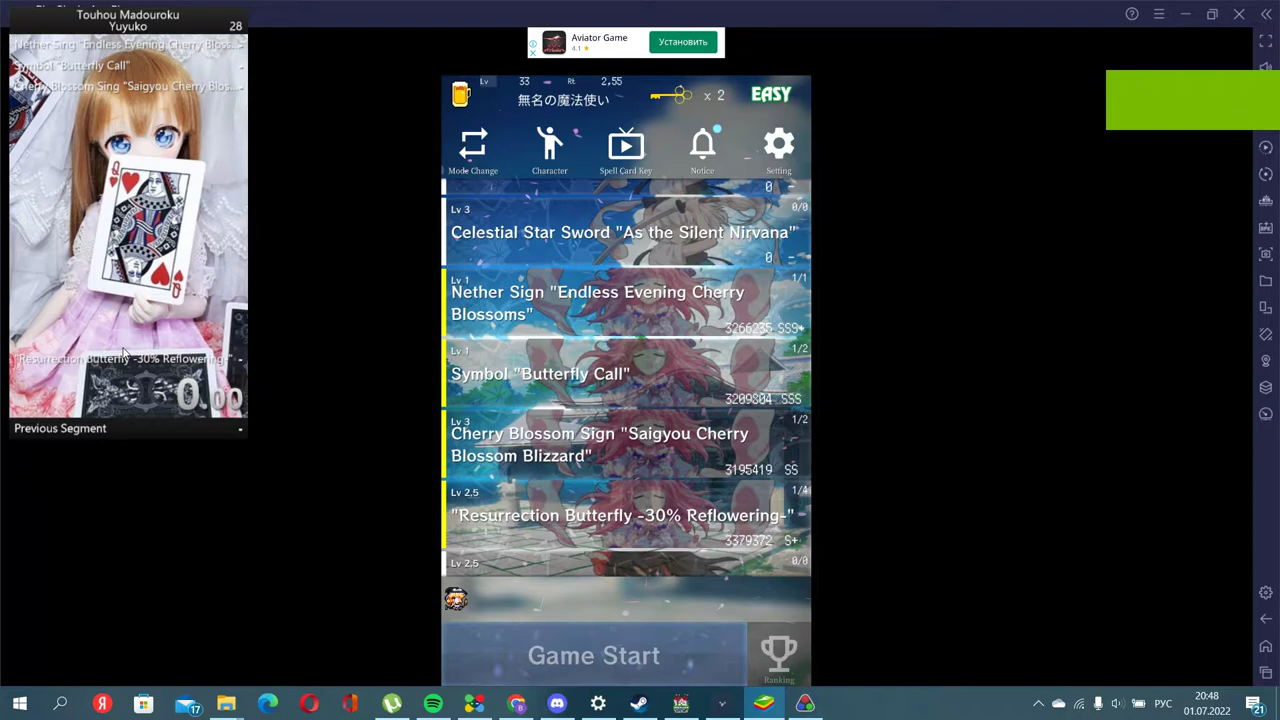 Touhou Madouroku
Yuyuko
28
Nether Sing "Endless Evening Cherry Bloss... -
Symbol "Butterfly Call" -
Cherry Blossom Sing "Saigyou Cherry Blos... -
"Resurrection Butterfly -30% Reflowering-" -
0.00
Previous Segment -
Aviator Game
4.1 ★
Установить
Lv 33 Rt. 2,55
無名の魔法使い
x 2
EASY
Mode Change
Character
Spell Card Key
Notice
Setting
0 -
Lv 3
0/0
Celestial Star Sword "As the Silent Nirvana"
0 -
Lv 1
1/1
Nether Sign "Endless Evening Cherry
Blossoms"
3266235 SSS+
Lv 1
1/2
Symbol "Butterfly Call"
3209804 SSS
Lv 3
1/2
Cherry Blossom Sign "Saigyou Cherry
Blossom Blizzard"
3195419 SS
Lv 2,5
1/4
"Resurrection Butterfly -30% Reflowering-"
3379372 S+
Lv 2,5
0/0
Game Start
Ranking
17
РУС
20:48
01.07.2022
21